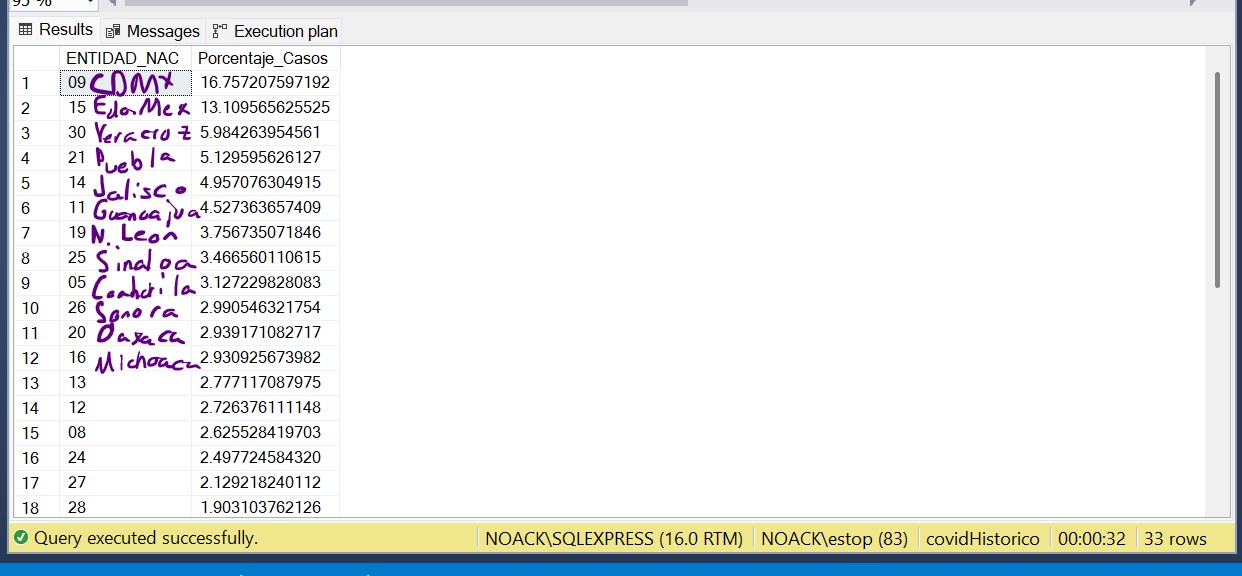 95 %
Results Messages Execution plan
ENTIDAD_NAC Porcentaje_Casos
1 09 CDMX 16.757207597192
2 15 Edo.Mex 13.109565625525
3 30 Veracroz 5.984263954561
4 21 Puebla 5.129595626127
5 14 Jalisco 4.957076304915
6 11 Guanajua 4.527363657409
7 19 N. Leon 3.756735071846
8 25 Sinaloa 3.466560110615
9 05 3.127229828083
10 26 Sonora 2.990546321754
11 20 Oaxaca 2.939171082717
12 16 Michoaca 2.930925673982
13 13 2.777117087975
14 12 2.726376111148
15 08 2.625528419703
16 24 2.497724584320
17 27 2.129218240112
18 28 1.903103762126
Query executed successfully. NOACK\SQLEXPRESS (16.0 RTM) NOACK\estop (83) covidHistorico 00:00:32 33 rows